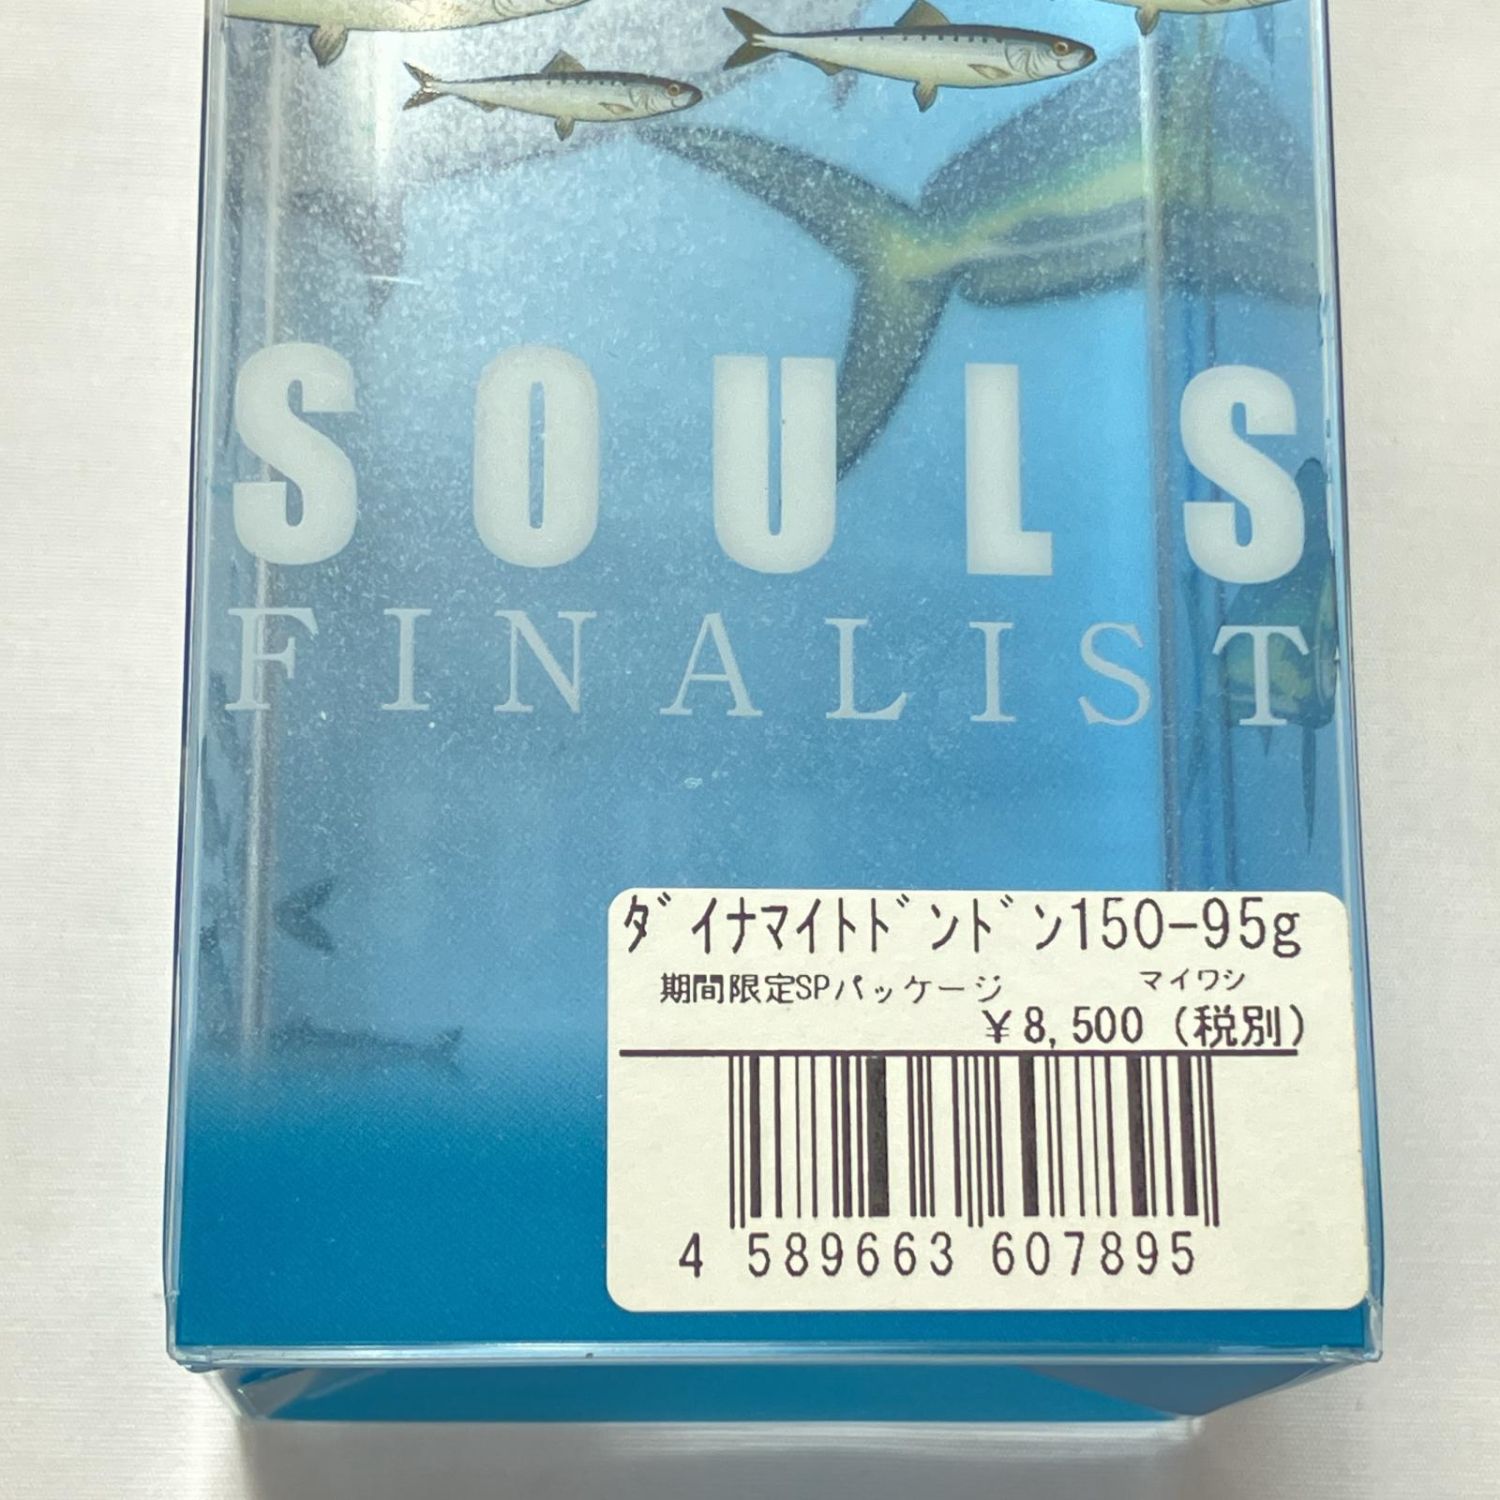 SOULS
FINALIST
ﾀﾞｲﾅﾏｲﾄﾄﾞﾝﾄﾞﾝ150-95g
期間限定SPパッケージ マイワシ
￥8,500 (税別)
4 589663 607895